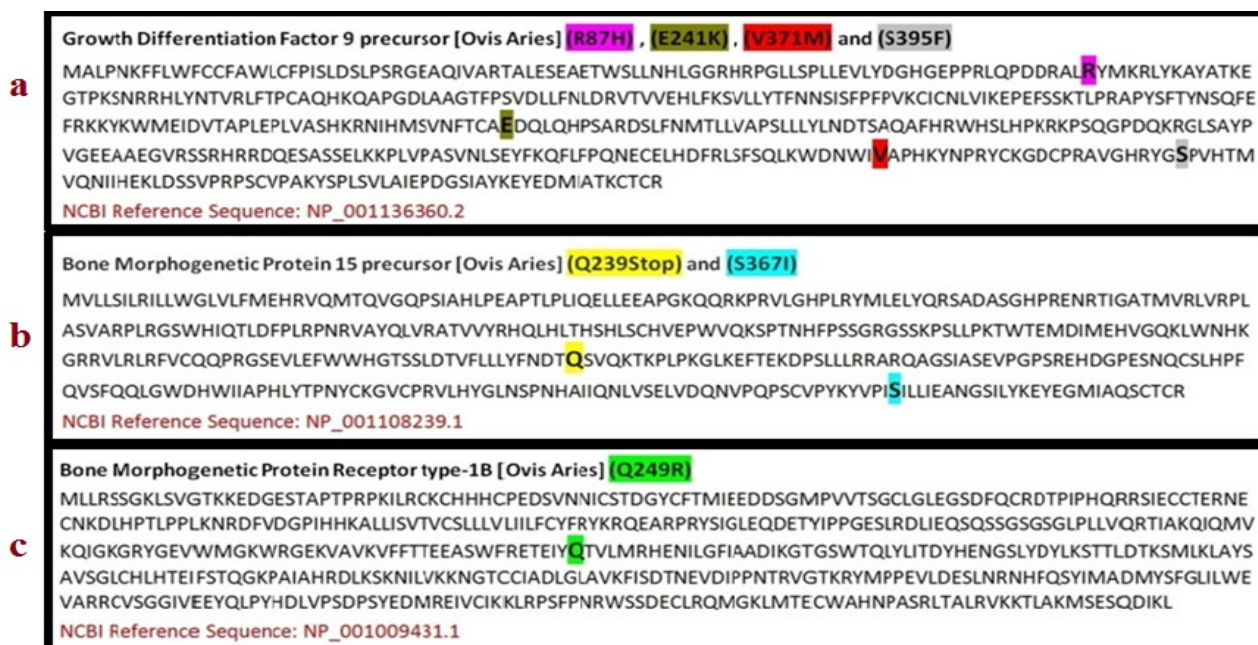 a
Growth Differentiation Factor 9 precursor [Ovis Aries] (R87H) , (E241K) , (V371M) and (S395F)
MALPNKFFLWFCCFAWLCFPISLDSLPSRGEAQIVARTALESEAETWSLLNHLGGRHRPGLLSPLLEVLYDGHGEPPRLQPDDRALRYMKRLYKAYATKE
GTPKSNRRHLYNTVRLFTPCAQHKQAPGDLAAGTFPSVDLLFNLDRVTVVEHLFKSVLLYTFNNSISFPFPVKCICNLVIKEPEFSSKTLPRAPYSFTYNSQFE
FRKKYKWMEIDVTAPLEPLVASHKRNIHMSVNFTCAEDQLQHPSARDSLFNMTLLVAPSLLLYLNDTSAQAFHRWHSLHPKRKPSQGPDQKRGLSAYP
VGEEAAEGVRSSRHRRDQESASSELKKPLVPASVNLSEYFKQFLFPQNECELHDFRLSFSQLKWDNWIVAPHKYNPRYCKGDCPRAVGHRYGSPVHTM
VQNIIHEKLDSSVPRPSCVPAKYSPLSVLAIEPDGSIAYKEYEDMIATKCTCR
NCBI Reference Sequence: NP_001136360.2
b
Bone Morphogenetic Protein 15 precursor [Ovis Aries] (Q239Stop) and (S367I)
MVLLSILRILLWGLVLFMEHRVQMTQVGQPSIAHLPEAPTLPLIQELLEEAPGKQQRKPRVLGHPLRYMLELYQRSADASGHPRENRTIGATMVRLVRPL
ASVARPLRGSWHIQTLDFPLRPNRVAYQLVRATVVYRHQLHLTHSHLSCHVEPWVQKSPTNHFPSSGRGSSKPSLLPKTWTEMDIMEHVGQKLWNHK
GRRVLRLRFVCQQPRGSEVLEFWWHGTSSLDTVFLLLYFNDTQSVQKTKPLPKGLKEFTEKDPSLLLRRARQAGSIASEVPGPSREHDGPESNQCSLHPF
QVSFQQLGWDHWIIAPHLYTPNYCKGVCPRVLHYGLNSPNHAIIQNLVSELVDQNVPQPSCVPYKYVPISILLIEANGSILYKEYEGMIAQSCTCR
NCBI Reference Sequence: NP_001108239.1
c
Bone Morphogenetic Protein Receptor type-1B [Ovis Aries] (Q249R)
MLLRSSGKLSVGTKKEDGESTAPTPRPKILRCKCHHHCPEDSVNNICSTDGYCFTMIEEDDSGMPVVTSGCLGLEGSDFQCRDTPIPHQRRSIECCTERNE
CNKDLHPTLPPLKNRDFVDGPIHHKALLISVTVCSLLLVLIILFCYFRYKRQEARPRYSIGLEQDETYIPPGESLRDLIEQSQSSGSGSGLPLLVQRTIAKQIQMV
KQIGKGRYGEVWMGKWRGEKVAVKVFFTTEEASWFRETEIYQTVLMRHENILGFIAADIKGTGSWTQLYLITDYHENGSLYDYLKSTTLDTKSMLKLAYS
AVSGLCHLHTEIFSTQGKPAIAHRDLKSKNILVKKNGTCCIADLGLAVKFISDTNEVDIPPNTRVGTKRYMPPEVLDESLNRNHFQSYIMADMYSFGLILWE
VARRCVSGGIVEEYQLPYHDLVPSDPSYEDMREIVCIKKLRPSFPNRWSSDECLRQMGKLMTECWAHNPASRLTALRVKKTLAKMSESQDIKL
NCBI Reference Sequence: NP_001009431.1